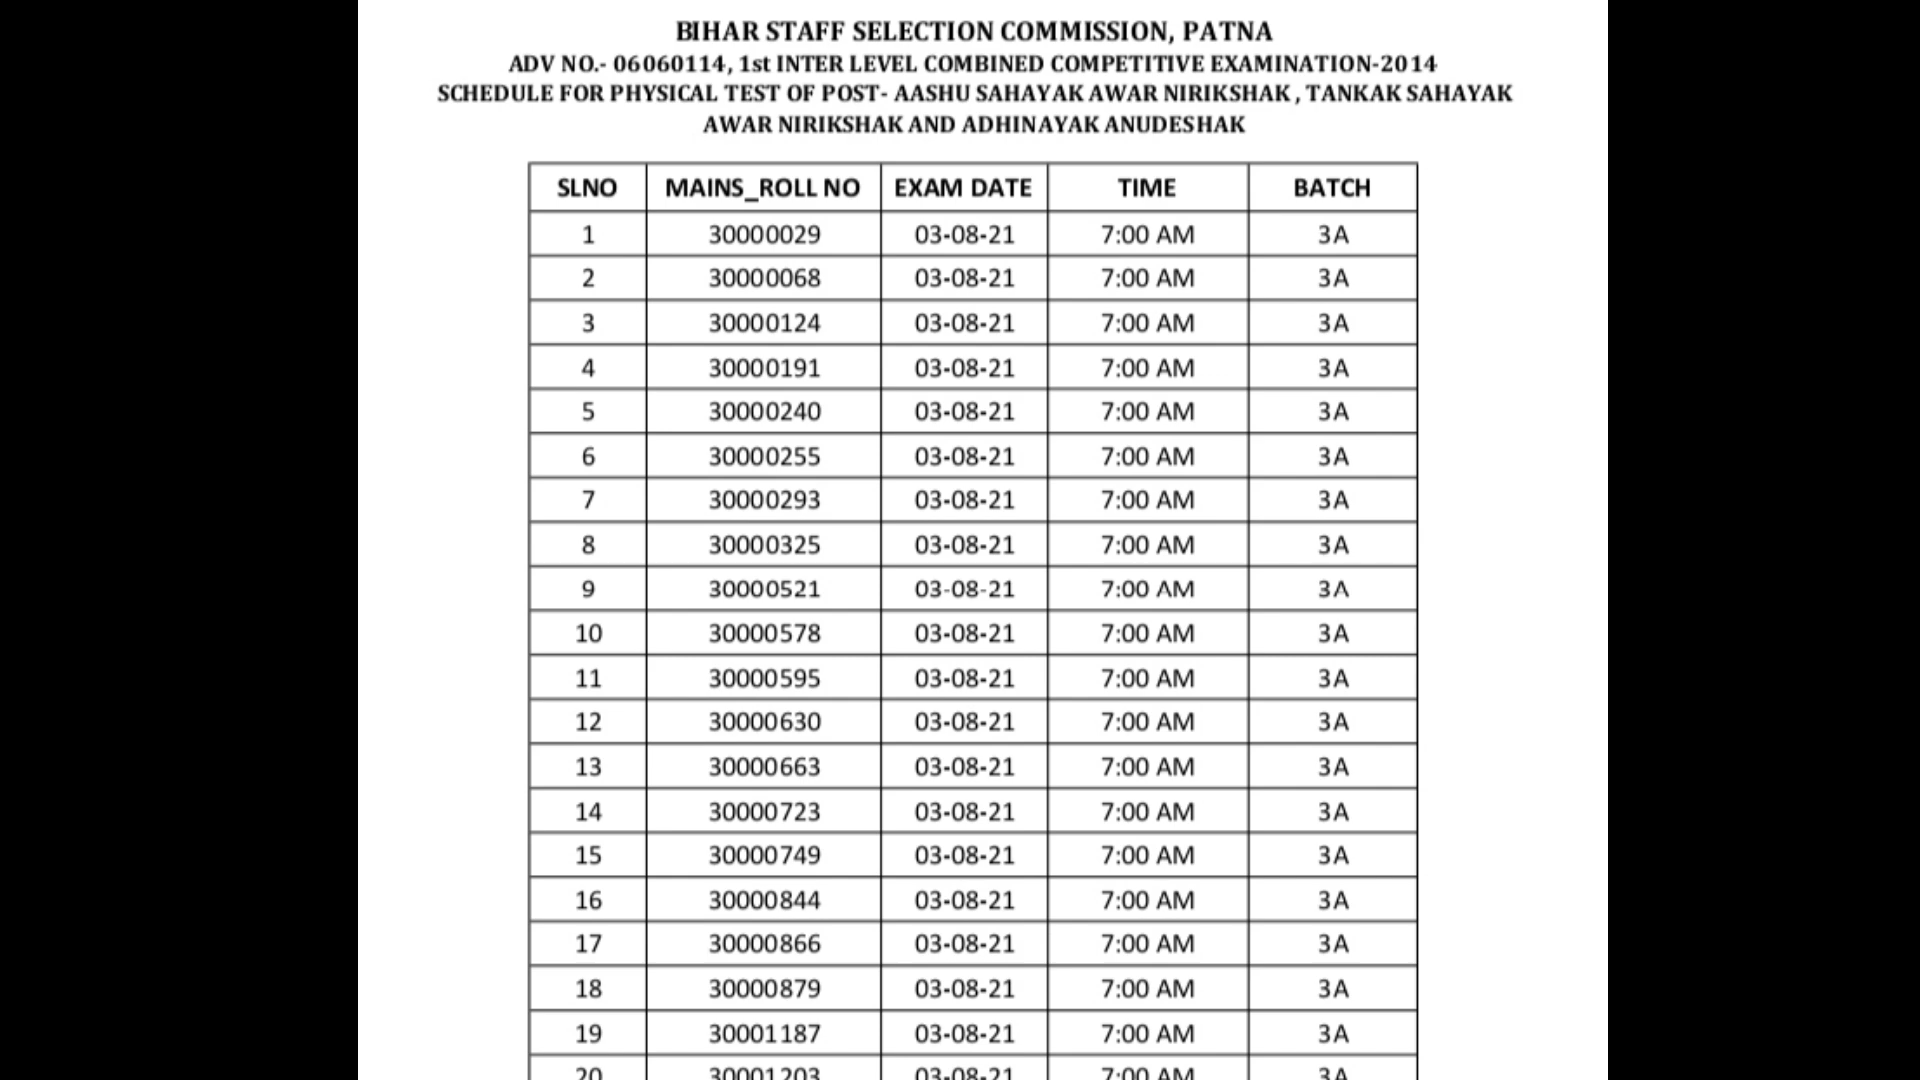 BIHAR STAFF SELECTION COMMISSION, PATNA
ADV NO.- 06060114, 1st INTER LEVEL COMBINED COMPETITIVE EXAMINATION-2014
SCHEDULE FOR PHYSICAL TEST OF POST- AASHU SAHAYAK AWAR NIRIKSHAK , TANKAK SAHAYAK
AWAR NIRIKSHAK AND ADHINAYAK ANUDESHAK
SLNO MAINS_ROLL NO EXAM DATE TIME BATCH
1 30000029 03-08-21 7:00 AM 3A
2 30000068 03-08-21 7:00 AM 3A
3 30000124 03-08-21 7:00 AM 3A
4 30000191 03-08-21 7:00 AM 3A
5 30000240 03-08-21 7:00 AM 3A
6 30000255 03-08-21 7:00 AM 3A
7 30000293 03-08-21 7:00 AM 3A
8 30000325 03-08-21 7:00 AM 3A
9 30000521 03-08-21 7:00 AM 3A
10 30000578 03-08-21 7:00 AM 3A
11 30000595 03-08-21 7:00 AM 3A
12 30000630 03-08-21 7:00 AM 3A
13 30000663 03-08-21 7:00 AM 3A
14 30000723 03-08-21 7:00 AM 3A
15 30000749 03-08-21 7:00 AM 3A
16 30000844 03-08-21 7:00 AM 3A
17 30000866 03-08-21 7:00 AM 3A
18 30000879 03-08-21 7:00 AM 3A
19 30001187 03-08-21 7:00 AM 3A
20 30001203 03-08-21 7:00 AM 3A